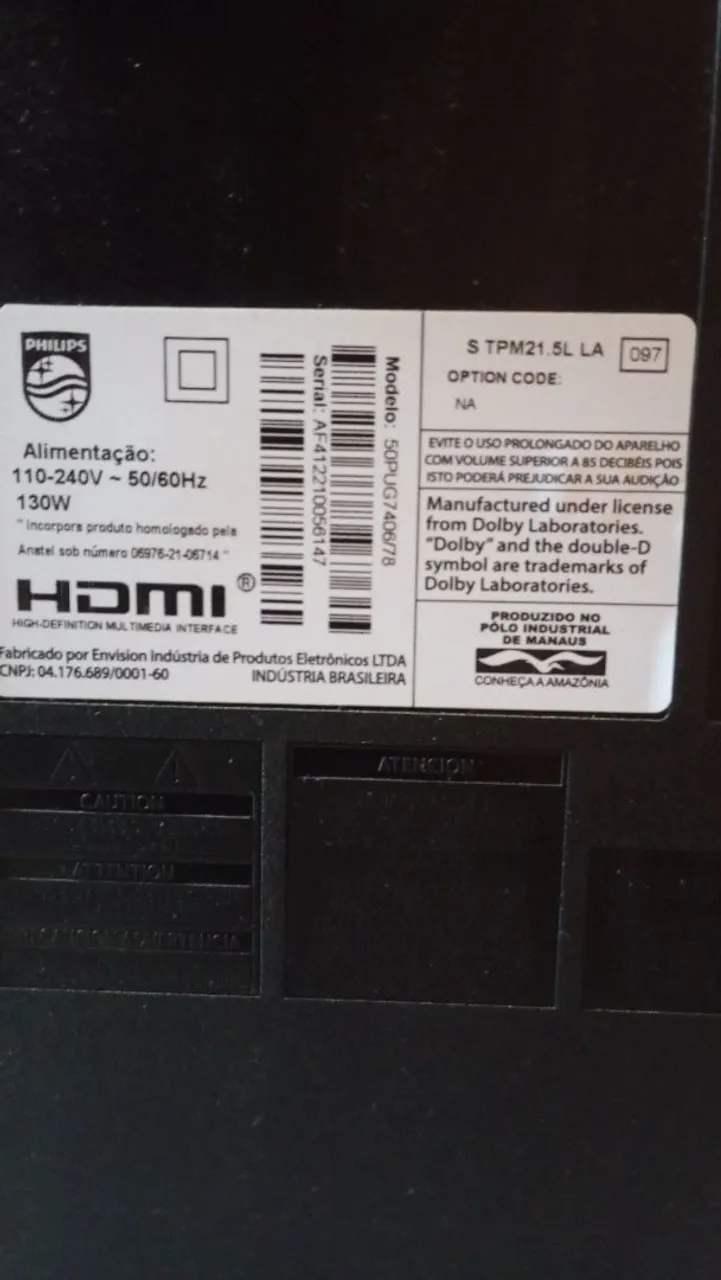 PHILIPS
Alimentação:
110-240V ~ 50/60Hz
130W
"Incorpora produto homologado pela
Anatel sob número 06976-21-06714"
HDMI®
HIGH-DEFINITION MULTIMEDIA INTERFACE
Modelo: 50PUG7406/78
Serial: AF4122210056147
Fabricado por Envision Indústria de Produtos Eletrônicos LTDA
CNPJ: 04.176.689/0001-60 INDÚSTRIA BRASILEIRA
S TPM21.5L LA 097
OPTION CODE:
NA
EVITE O USO PROLONGADO DO APARELHO
COM VOLUME SUPERIOR A 85 DECIBÉIS POIS
ISTO PODERÁ PREJUDICAR A SUA AUDIÇÃO
Manufactured under license
from Dolby Laboratories.
"Dolby" and the double-D
symbol are trademarks of
Dolby Laboratories.
PRODUZIDO NO
PÓLO INDUSTRIAL
DE MANAUS
CONHEÇA A AMAZÔNIA
CAUTION
ATTENTION
ATENCION